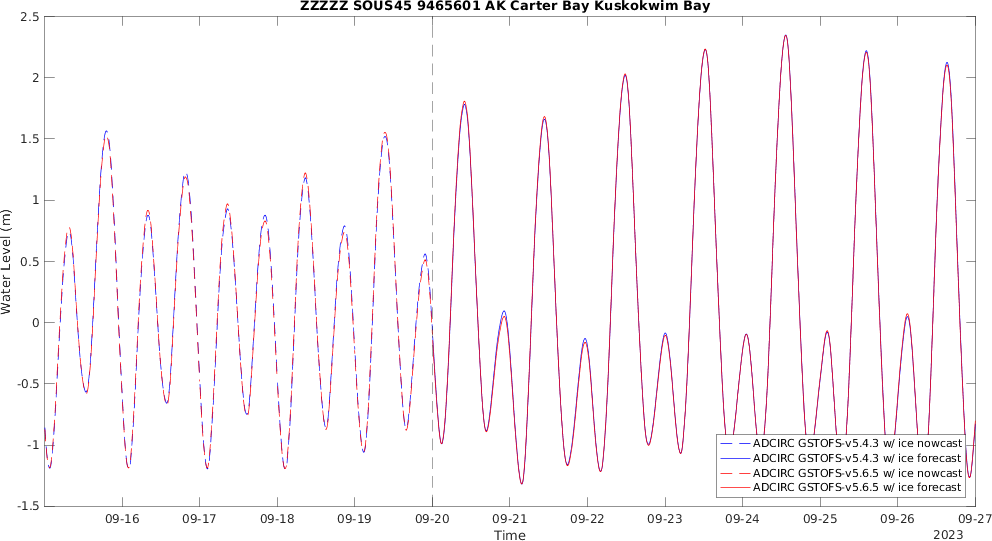 ZZZZZ SOUS45 9465601 AK Carter Bay Kuskokwim Bay
Water Level (m)
2.5
2
1.5
1
0.5
0
-0.5
-1
-1.5
ADCIRC GSTOFS-v5.4.3 w/ ice nowcast
ADCIRC GSTOFS-v5.4.3 w/ ice forecast
ADCIRC GSTOFS-v5.6.5 w/ ice nowcast
ADCIRC GSTOFS-v5.6.5 w/ ice forecast
09-16 09-17 09-18 09-19 09-20 09-21 09-22 09-23 09-24 09-25 09-26 09-27
Time
2023